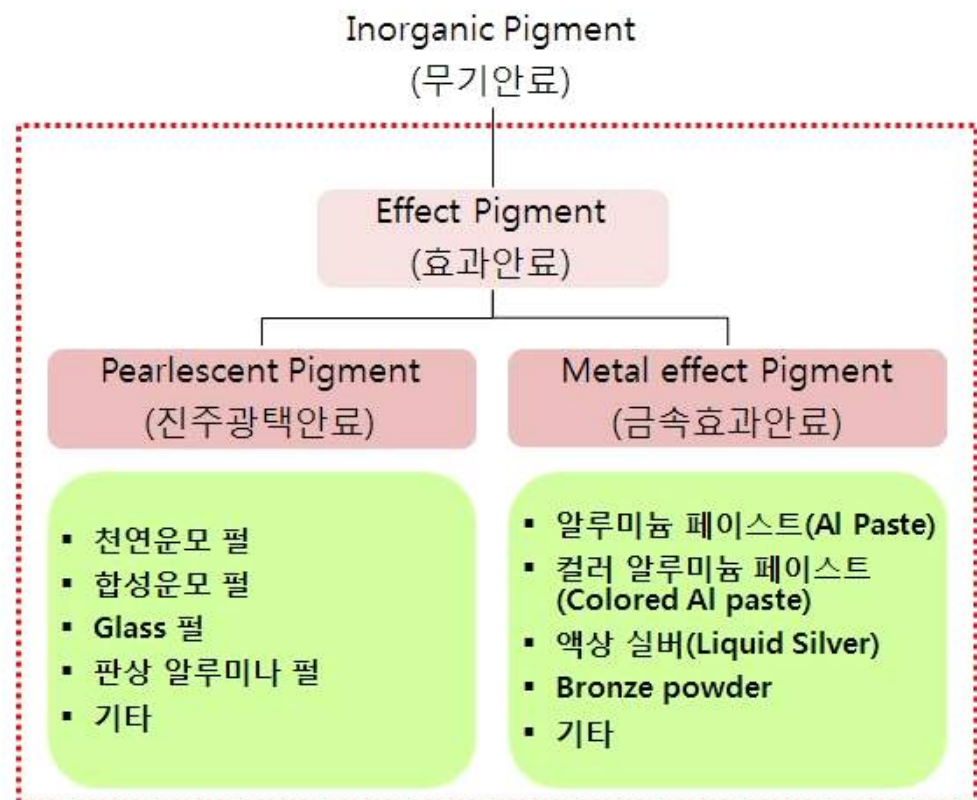 Inorganic Pigment
(무기안료)
Effect Pigment
(효과안료)
Pearlescent Pigment
(진주광택안료)
Metal effect Pigment
(금속효과안료)
▪ 천연운모 펄
▪ 합성운모 펄
▪ Glass 펄
▪ 판상 알루미나 펄
▪ 기타
▪ 알루미늄 페이스트(Al Paste)
▪ 컬러 알루미늄 페이스트
(Colored Al paste)
▪ 액상 실버(Liquid Silver)
▪ Bronze powder
▪ 기타